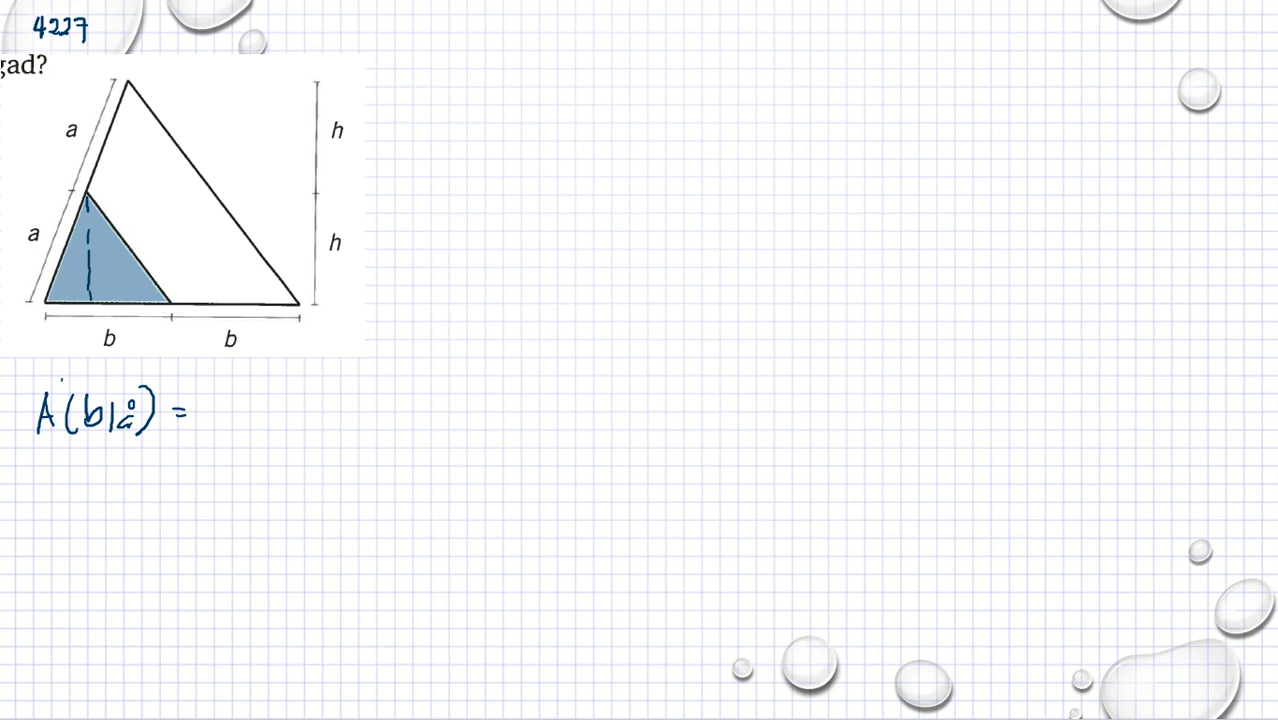 4227
gad?
a
h
a
h
b b
A(blå) =